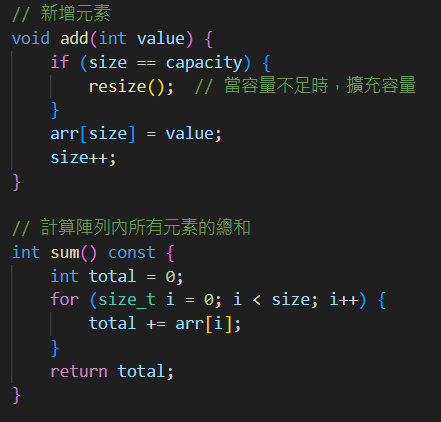 // 新增元素
void add(int value) {
    if (size == capacity) {
        resize();  // 當容量不足時，擴充容量
    }
    arr[size] = value;
    size++;
}

// 計算陣列內所有元素的總和
int sum() const {
    int total = 0;
    for (size_t i = 0; i < size; i++) {
        total += arr[i];
    }
    return total;
}